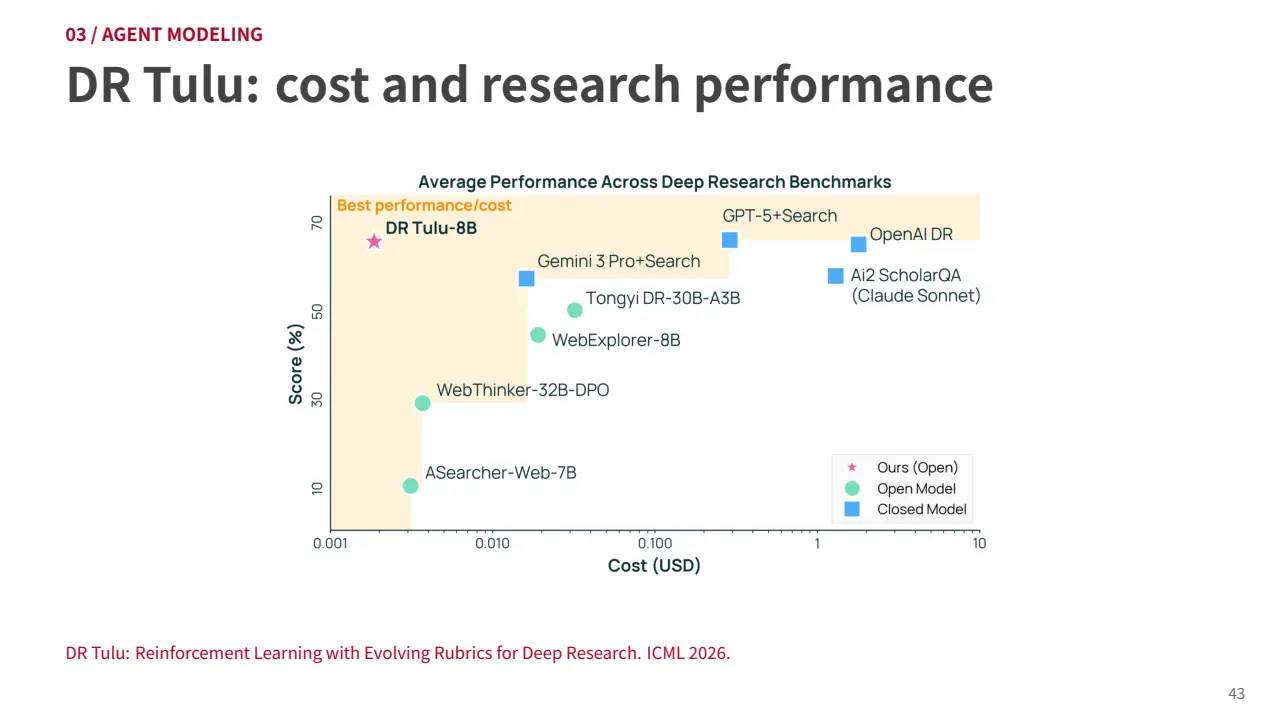 03 / AGENT MODELING
DR Tulu: cost and research performance
Average Performance Across Deep Research Benchmarks
Best performance/cost
DR Tulu-8B
GPT-5+Search
OpenAI DR
Gemini 3 Pro+Search
Ai2 ScholarQA
(Claude Sonnet)
Tongyi DR-30B-A3B
WebExplorer-8B
WebThinker-32B-DPO
ASearcher-Web-7B
Score (%)
70
50
30
10
Ours (Open)
Open Model
Closed Model
0.001 0.010 0.100 1 10
Cost (USD)
DR Tulu: Reinforcement Learning with Evolving Rubrics for Deep Research. ICML 2026.
43